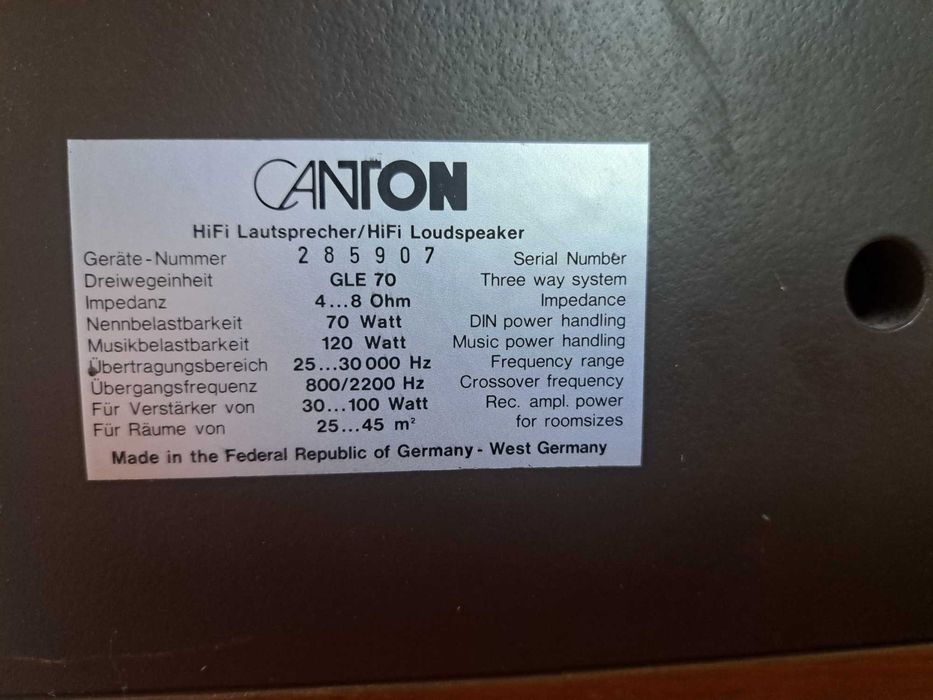 CANTON
HiFi Lautsprecher/HiFi Loudspeaker
Geräte-Nummer 285907 Serial Number
Dreiwegeinheit GLE 70 Three way system
Impedanz 4...8 Ohm Impedance
Nennbelastbarkeit 70 Watt DIN power handling
Musikbelastbarkeit 120 Watt Music power handling
Übertragungsbereich 25...30 000 Hz Frequency range
Übergangsfrequenz 800/2200 Hz Crossover frequency
Für Verstärker von 30...100 Watt Rec. ampl. power
Für Räume von 25...45 m² for roomsizes
Made in the Federal Republic of Germany - West Germany